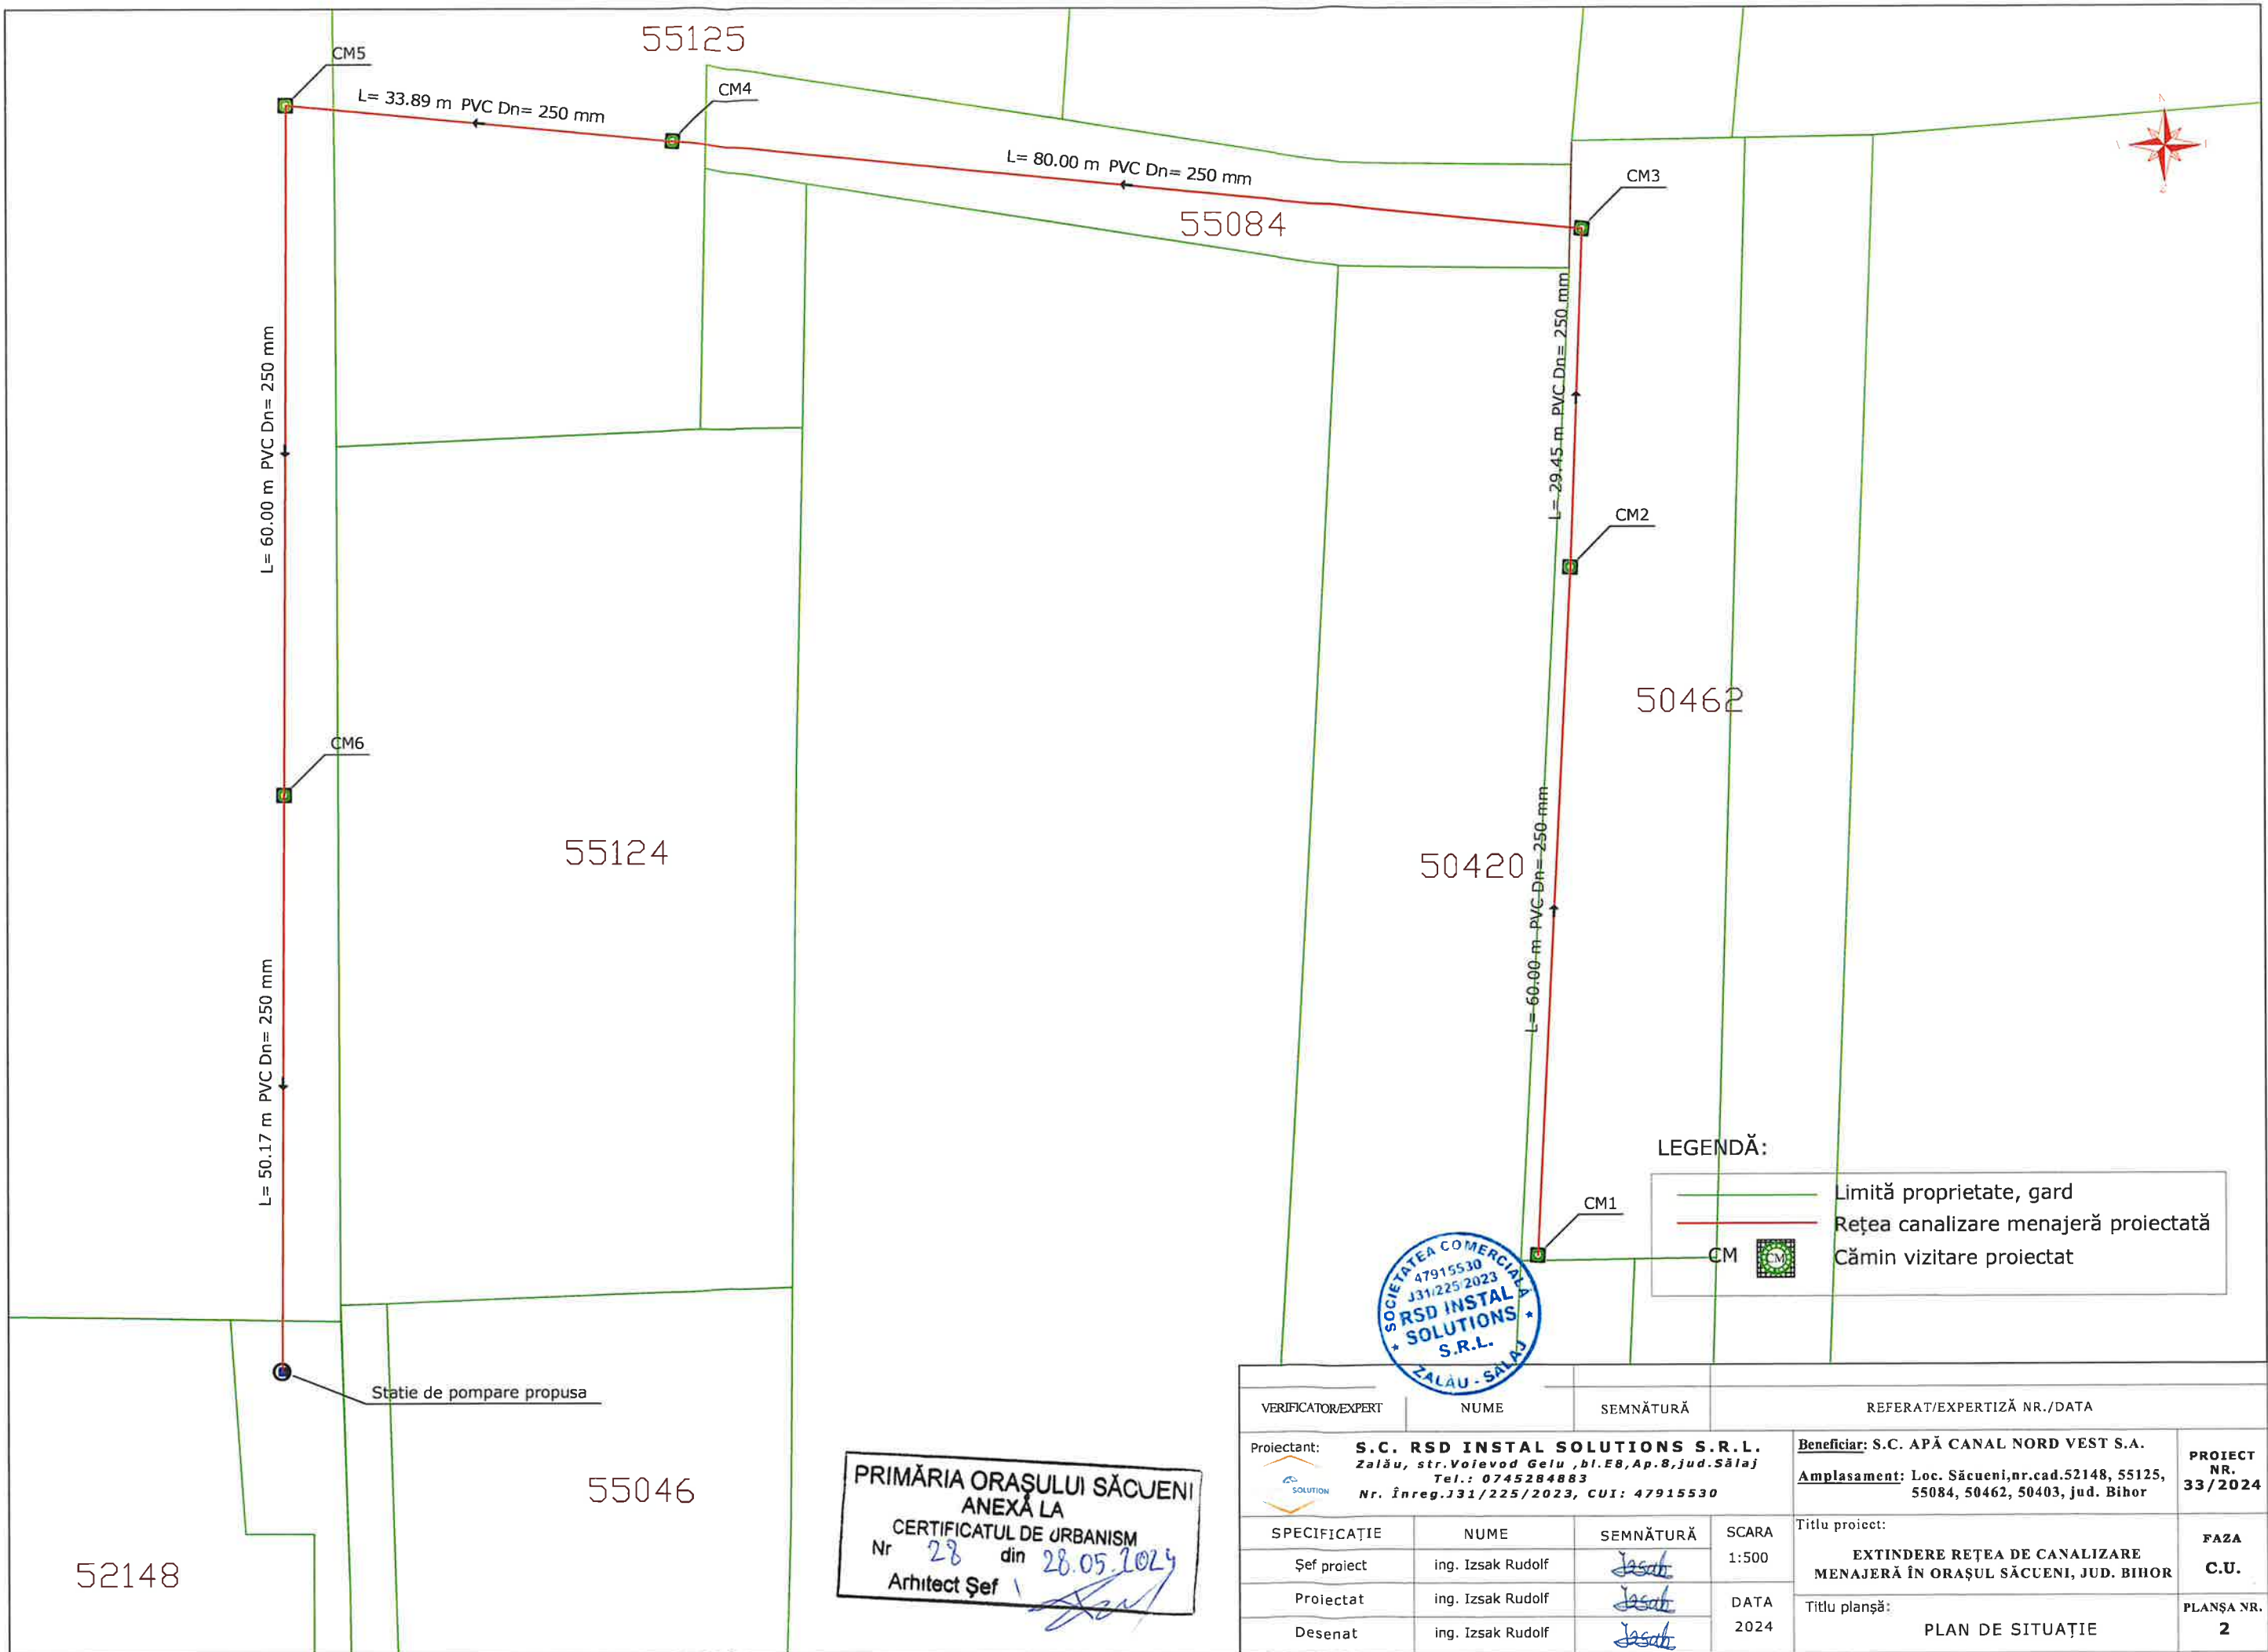 55125
CM5
CM4
L= 33.89 m PVC Dn= 250 mm
L= 80.00 m PVC Dn= 250 mm
N
CM3
55084
L= 29.45 m PVC Dn= 250 mm
L= 60.00 m PVC Dn= 250 mm
CM2
50462
CM6
55124
50420
L= 60.00 m PVC Dn= 250 mm
L= 50.17 m PVC Dn= 250 mm
LEGENDĂ:
Limită proprietate, gard
Rețea canalizare menajeră proiectată
CM CM Cămin vizitare proiectat
CM1
SOCIETATEA COMERCIALĂ
47915530
J31/225/2023
RSD INSTAL
SOLUTIONS
S.R.L.
ZALĂU - SĂLAJ
Statie de pompare propusa
55046
52148
PRIMĂRIA ORAȘULUI SĂCUENI
ANEXĂ LA
CERTIFICATUL DE URBANISM
Nr 28 din 28.05.2024
Arhitect Șef
VERIFICATOR/EXPERT NUME SEMNĂTURĂ REFERAT/EXPERTIZĂ NR./DATA
Proiectant: S.C. RSD INSTAL SOLUTIONS S.R.L.
Zalău, str.Voievod Gelu ,bl.E8,Ap.8,jud.Sălaj
Tel.: 0745284883
Nr. Înreg.J31/225/2023, CUI: 47915530
SOLUTION
Beneficiar: S.C. APĂ CANAL NORD VEST S.A.
Amplasament: Loc. Săcueni,nr.cad.52148, 55125,
55084, 50462, 50403, jud. Bihor
PROIECT
NR.
33/2024
SPECIFICAȚIE NUME SEMNĂTURĂ SCARA
1:500
Șef proiect ing. Izsak Rudolf
Proiectat ing. Izsak Rudolf
Desenat ing. Izsak Rudolf
DATA
2024
Titlu proiect:
EXTINDERE REȚEA DE CANALIZARE
MENAJERĂ ÎN ORAȘUL SĂCUENI, JUD. BIHOR
FAZA
C.U.
Titlu planșă:
PLAN DE SITUAȚIE
PLANȘA NR.
2